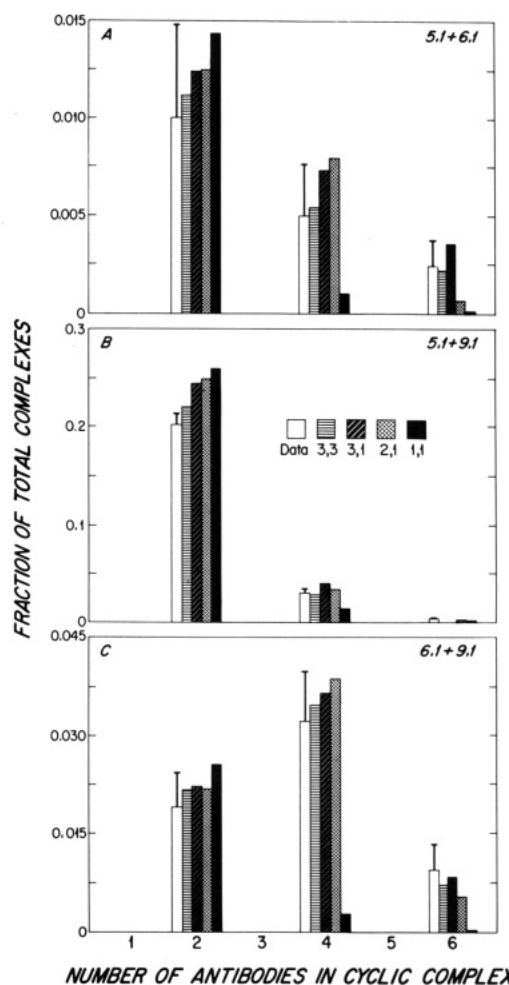 A
5.1+6.1
0.015
0.010
0.005
0
B
5.1+9.1
0.3
0.2
0.1
0
Data 3,3 3,1 2,1 1,1
C
6.1+9.1
0.045
0.030
0.045
0
1 2 3 4 5 6
FRACTION OF TOTAL COMPLEXES
NUMBER OF ANTIBODIES IN CYCLIC COMPLEX